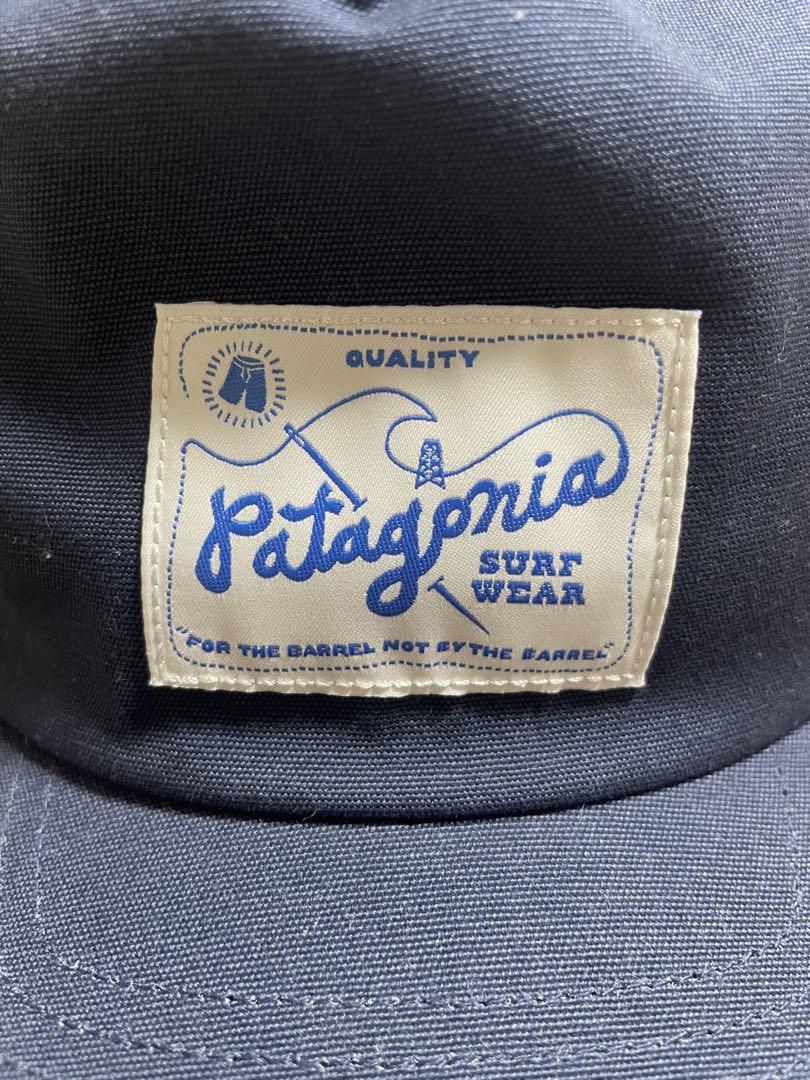 QUALITY
Patagonia
SURF
WEAR
"FOR THE BARREL NOT BY THE BARREL"